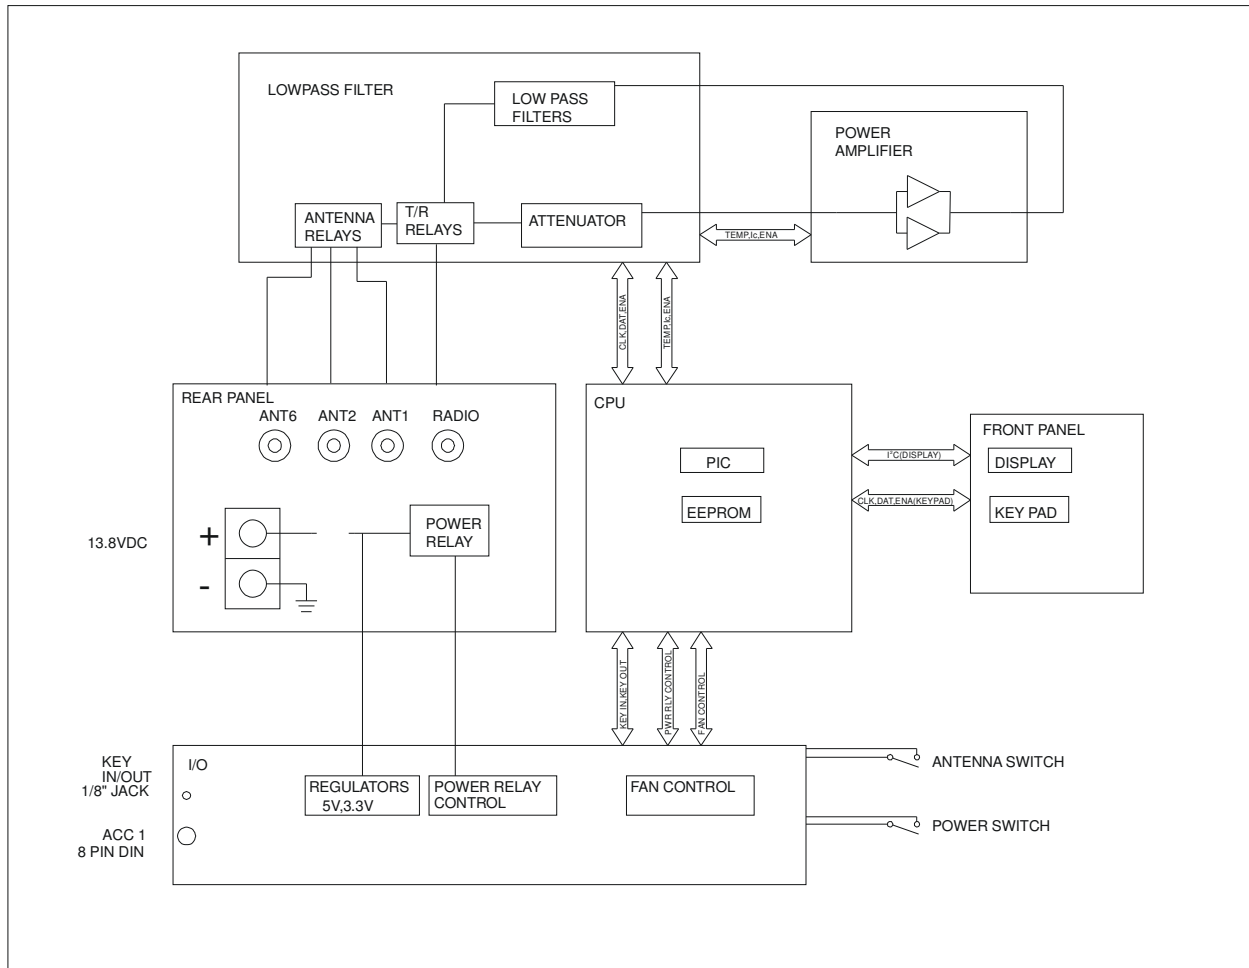 LOWPASS FILTER
LOW PASS
FILTERS
POWER
AMPLIFIER
ANTENNA
RELAYS
T/R
RELAYS
ATTENUATOR
TEMP,Ic,ENA
CLK,DAT,ENA
TEMP,Ic,ENA
REAR PANEL
ANT6
ANT2
ANT1
RADIO
13.8VDC
+
-
POWER
RELAY
CPU
PIC
EEPROM
I²C(DISPLAY)
CLK,DAT,ENA(KEYPAD)
FRONT PANEL
DISPLAY
KEY PAD
KEY IN,KEY OUT
PWR RLY CONTROL
FAN CONTROL
KEY
IN/OUT
1/8" JACK
ACC 1
8 PIN DIN
I/O
REGULATORS
5V,3.3V
POWER RELAY
CONTROL
FAN CONTROL
ANTENNA SWITCH
POWER SWITCH